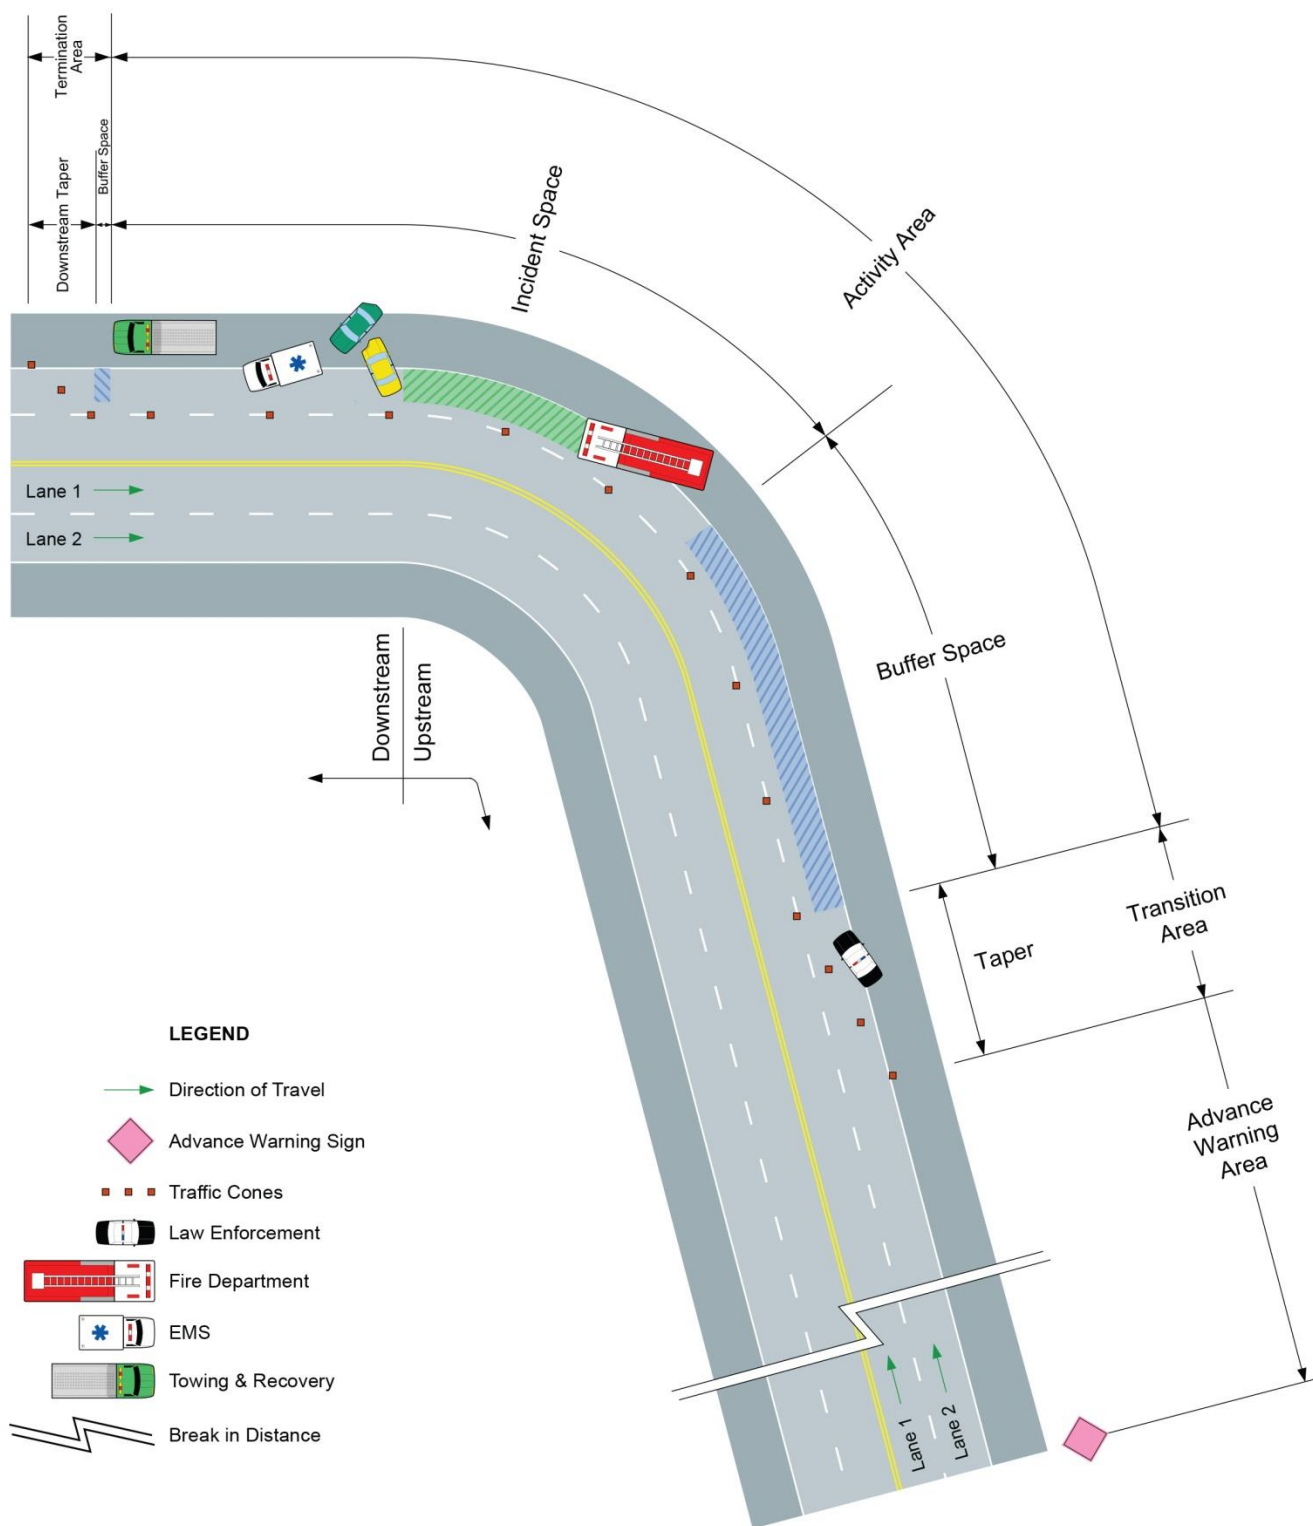 Termination
Area
Downstream Taper
Buffer Space
Incident Space
Activity Area
Lane 1
Lane 2
Downstream
Upstream
Buffer Space
Transition
Area
Taper
Advance
Warning
Area
LEGEND
Direction of Travel
Advance Warning Sign
Traffic Cones
Law Enforcement
Fire Department
EMS
Towing & Recovery
Break in Distance
Lane 1
Lane 2